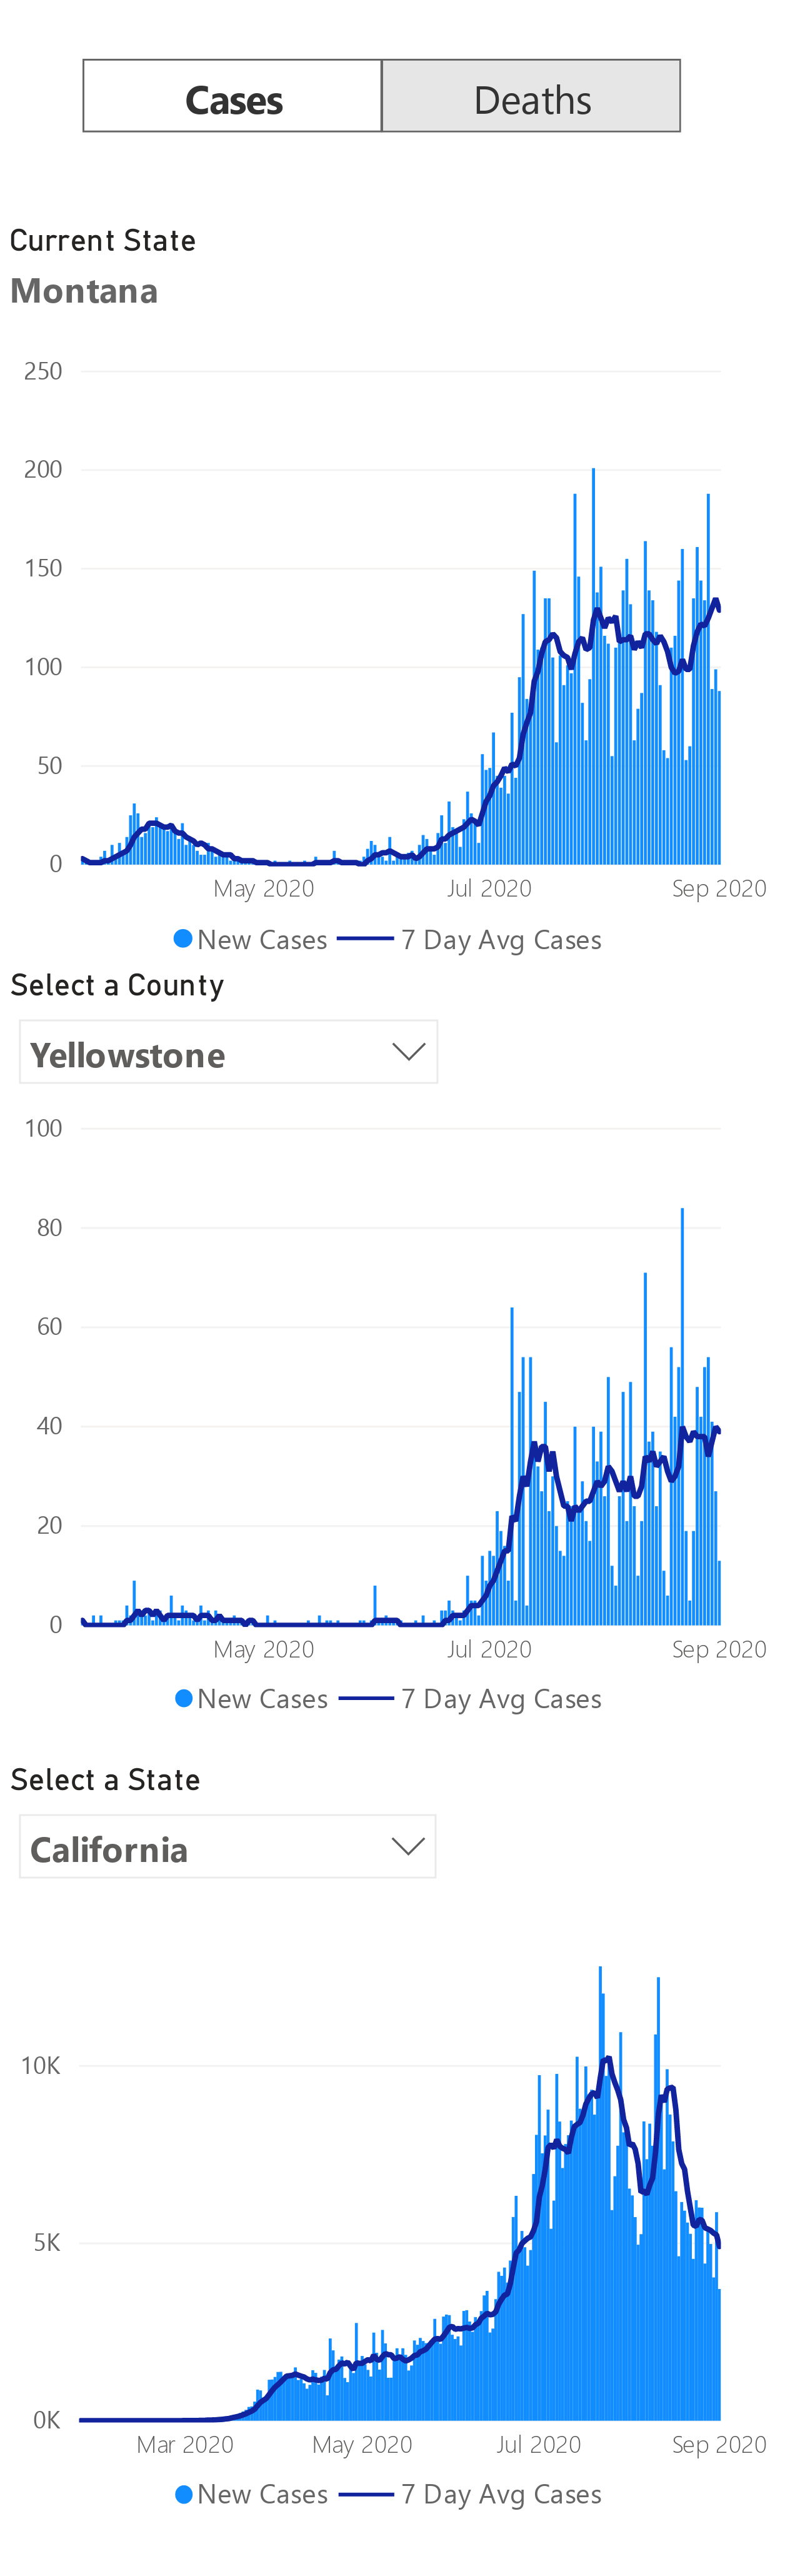 Cases Deaths
Current State
Montana
250
200
150
100
50
0
May 2020 Jul 2020 Sep 2020
New Cases 7 Day Avg Cases
Select a County
Yellowstone
100
80
60
40
20
0
May 2020 Jul 2020 Sep 2020
New Cases 7 Day Avg Cases
Select a State
California
10K
5K
0K
Mar 2020 May 2020 Jul 2020 Sep 2020
New Cases 7 Day Avg Cases